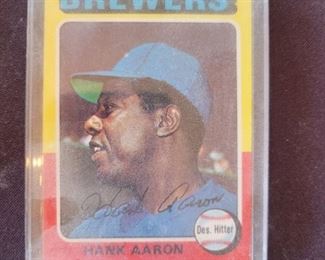 BREWERS
Hank Aaron
Des. Hitter
HANK AARON